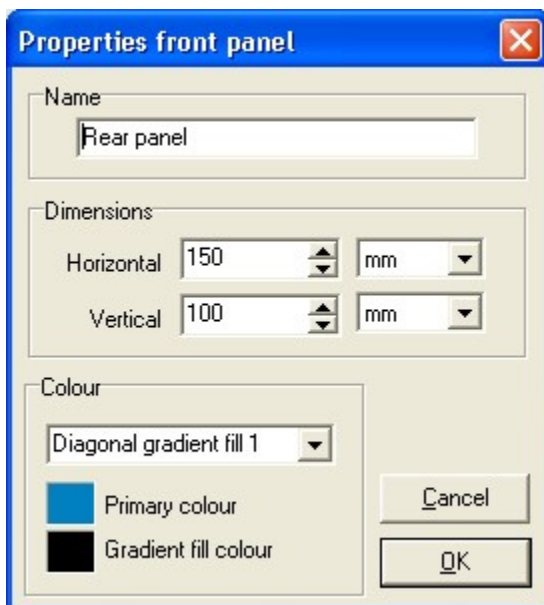 Properties front panel
Name
Rear panel
Dimensions
Horizontal 150 mm
Vertical 100 mm
Colour
Diagonal gradient fill 1
Primary colour
Gradient fill colour
Cancel
OK